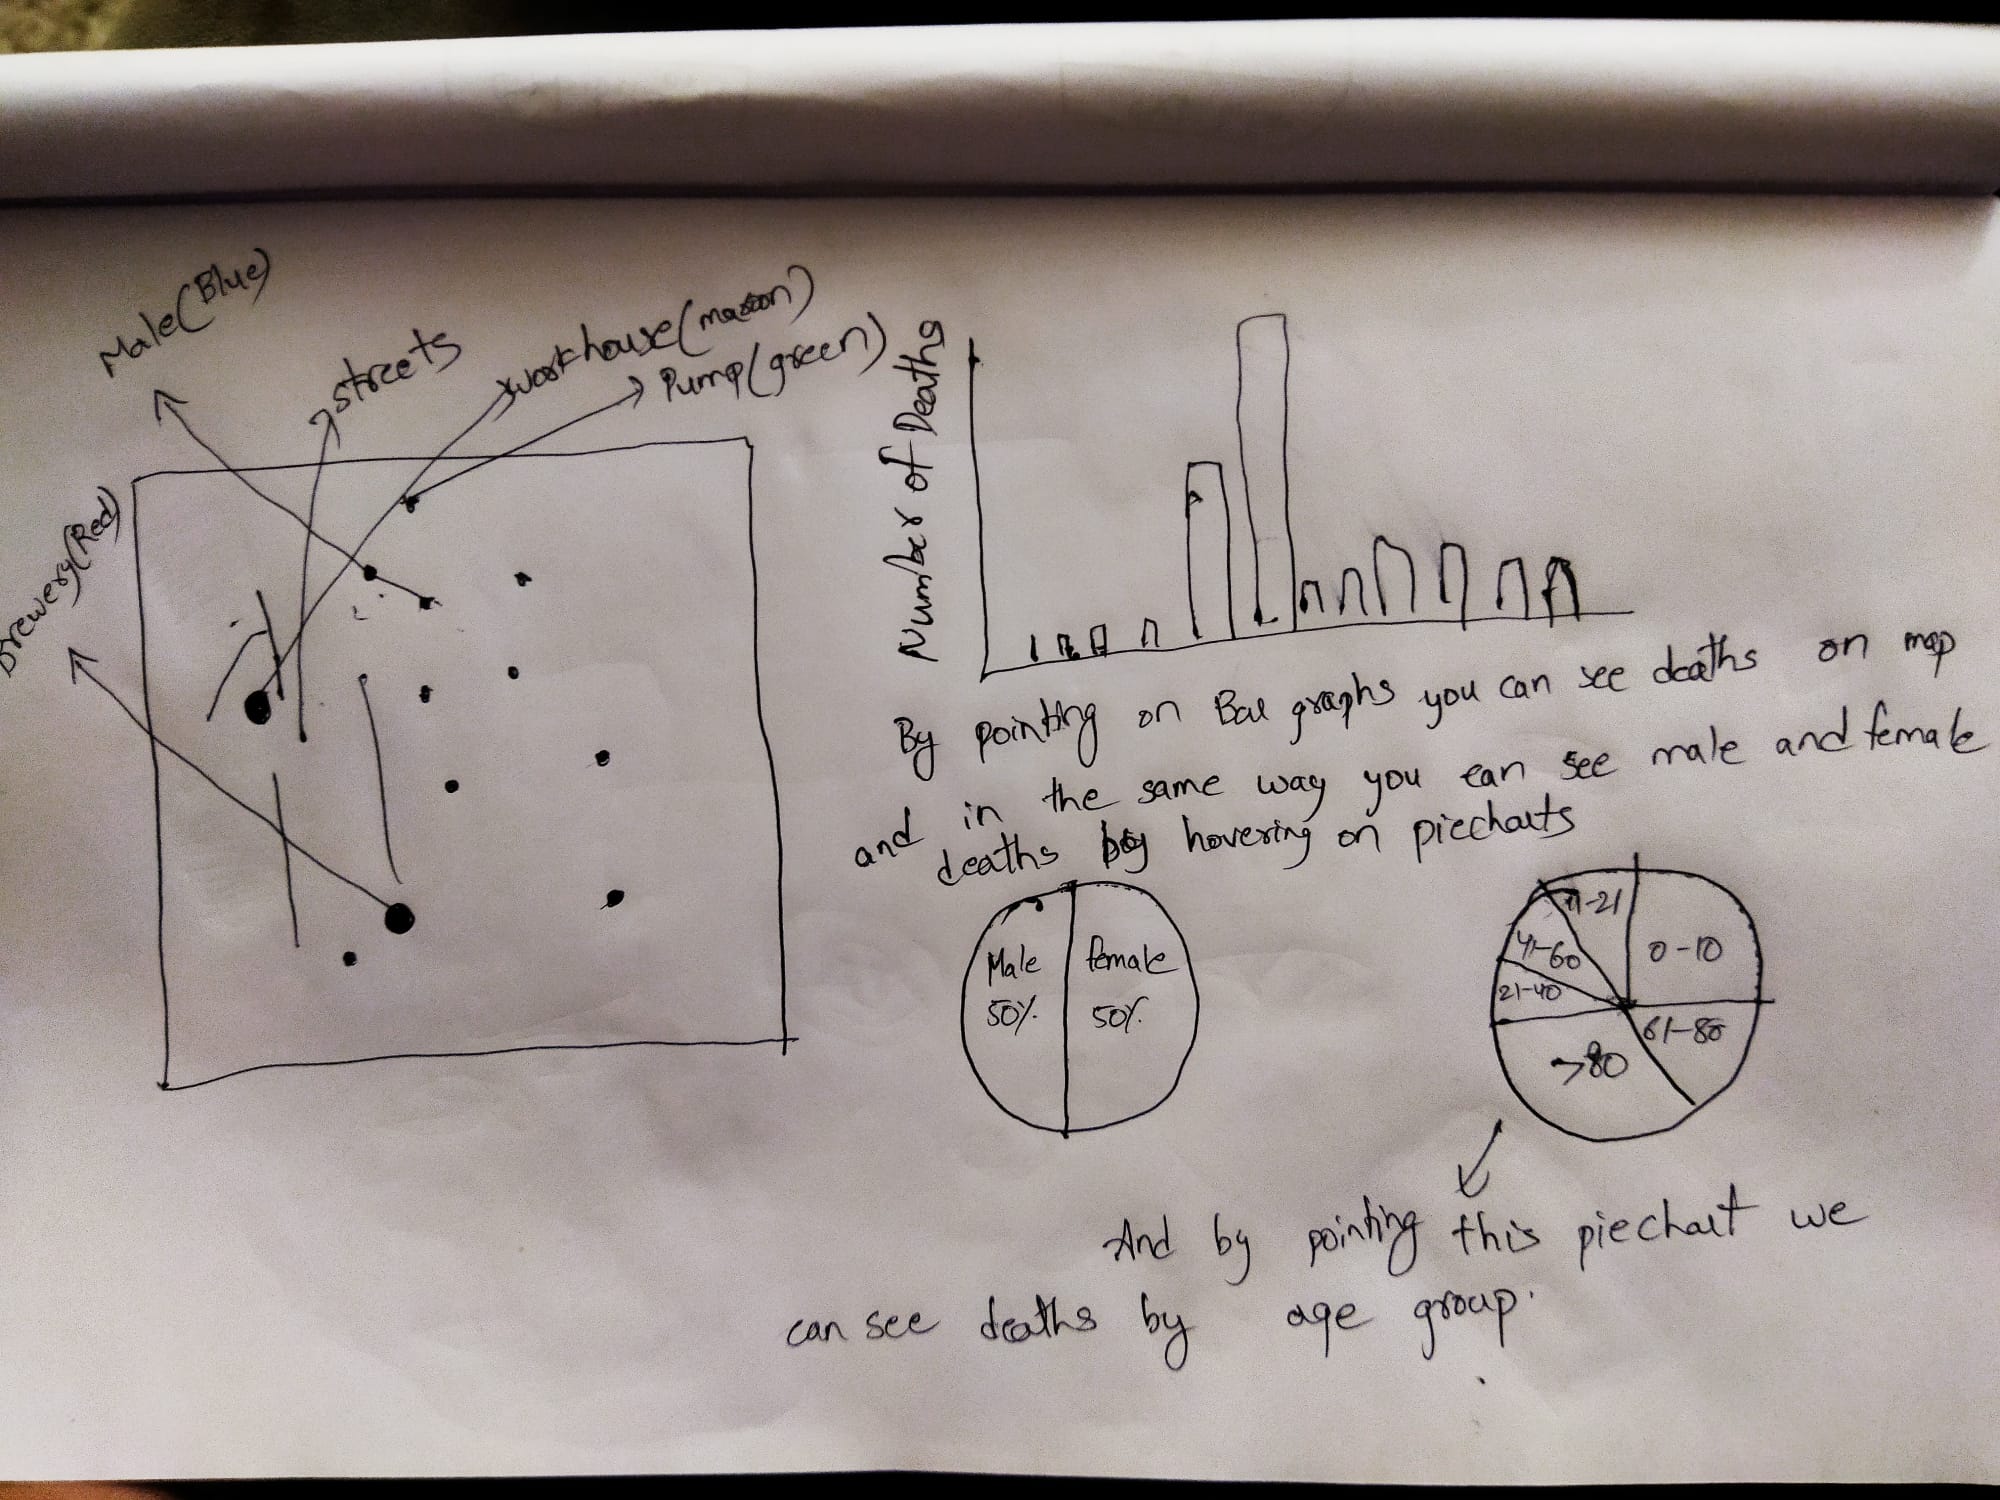 Male(Blue)
streets
workhouse(maroon)
Pump(green)
Brewery(Red)
Number of Deaths
By pointing on Bar graphs you can see deaths on map
and in the same way you can see male and female
deaths by hovering on piecharts
Male
50%
female
50%
11-21
0-10
41-60
21-40
61-80
>80
And by pointing this piechart we
can see deaths by age group.